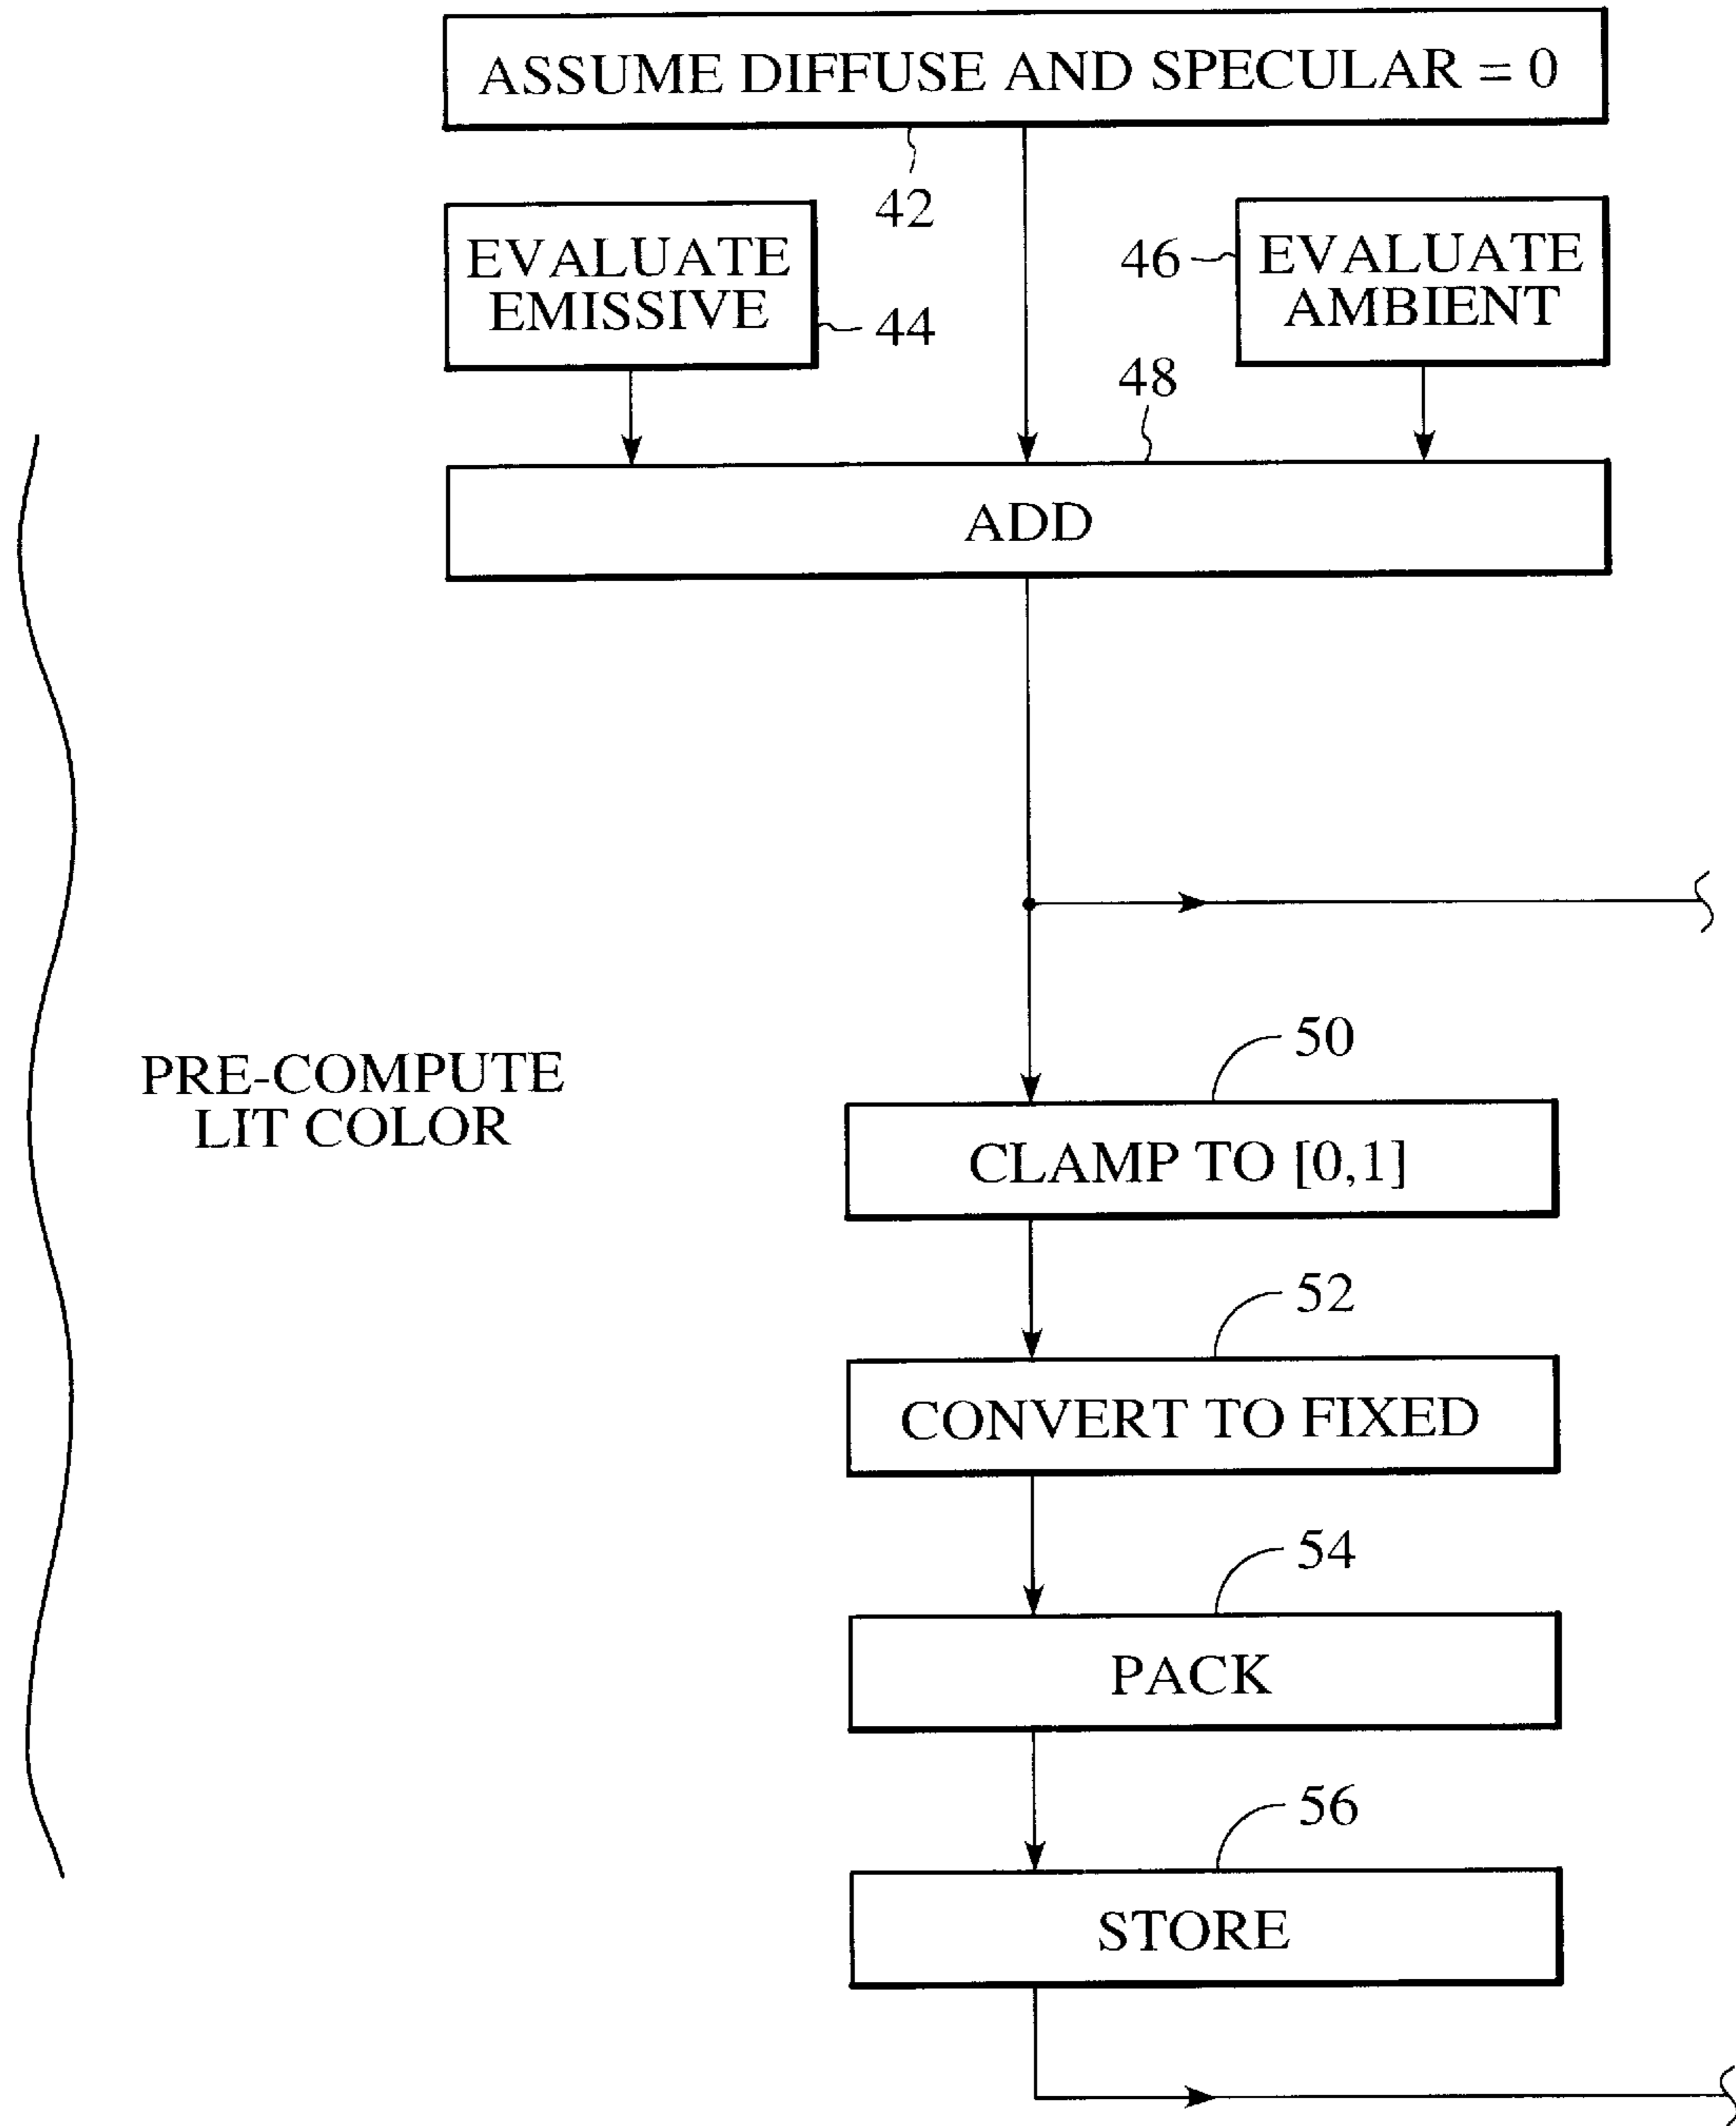 ASSUME DIFFUSE AND SPECULAR = 0
42
EVALUATE
EMISSIVE
44
46
EVALUATE
AMBIENT
48
ADD
PRE-COMPUTE
LIT COLOR
50
CLAMP TO [0,1]
52
CONVERT TO FIXED
54
PACK
56
STORE